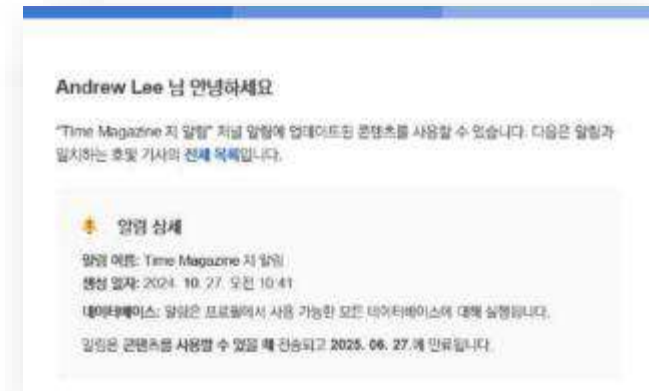 Andrew Lee 님 안녕하세요
"Time Magazine 지 알림" 저널 알림에 업데이트된 콘텐츠를 사용할 수 있습니다. 다음은 알림과
일치하는 호및 기사의 전체 목록입니다.
알림 상세
알림 이름: Time Magazine 지 알림
생성 일자: 2024. 10. 27. 오전 10:41
데이터베이스: 알림은 프로필에서 사용 가능한 모든 데이터베이스에 대해 실행됩니다.
알림은 콘텐츠를 사용할 수 있을 때 전송되고 2025. 06. 27.에 만료됩니다.